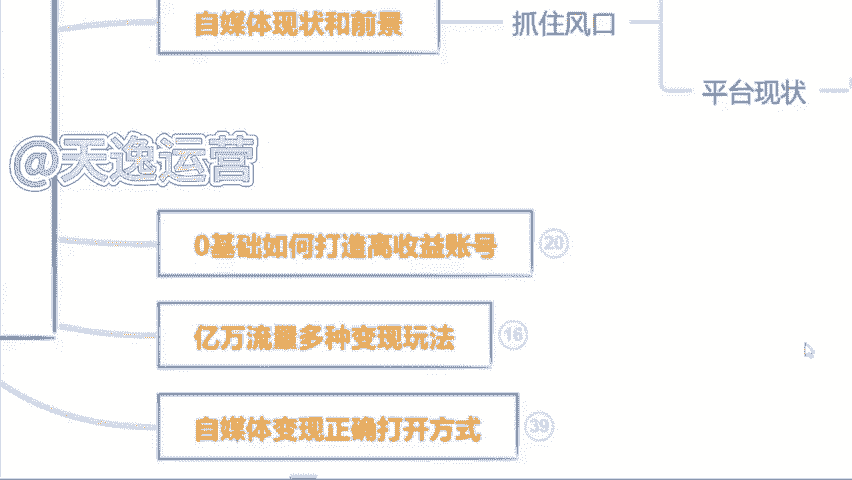 自媒体现状和前景
抓住风口
平台现状
@天逸运营
0基础如何打造高收益账号
20
亿万流量多种变现玩法
16
自媒体变现正确打开方式
39